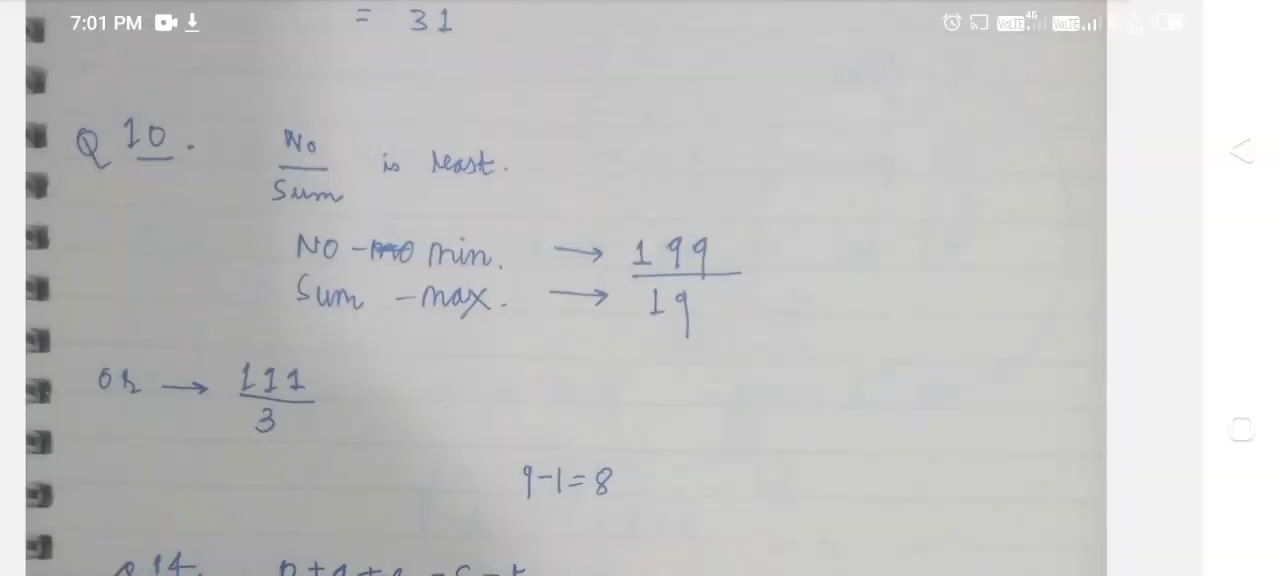 7:01 PM
= 31
Q 10. No
Sum is least.
NO - min. → 199
Sum - max. → 19
OR → 111
3
9-1=8